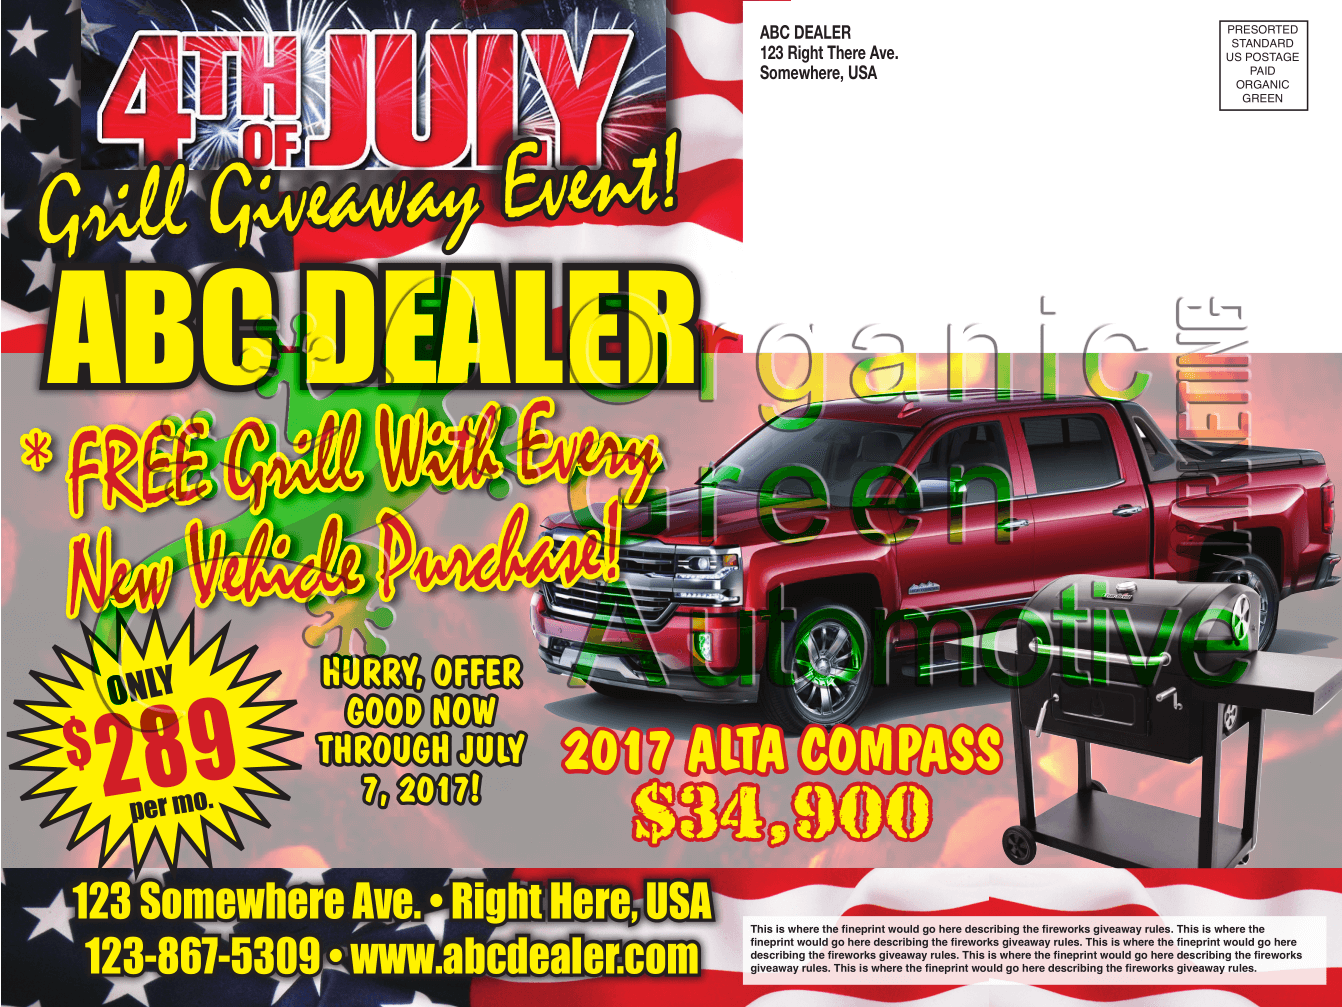 4TH OF JULY
Grill Giveaway Event!
ABC DEALER
* FREE Grill With Every
New Vehicle Purchase!
ONLY
$289
per mo.
HURRY, OFFER
GOOD NOW
THROUGH JULY
7, 2017!
2017 ALTA COMPASS
$34,900
123 Somewhere Ave. • Right Here, USA
123-867-5309 • www.abcdealer.com
ABC DEALER
123 Right There Ave.
Somewhere, USA
PRESORTED
STANDARD
US POSTAGE
PAID
ORGANIC
GREEN
Organic
Green
Automotive
This is where the fineprint would go here describing the fireworks giveaway rules. This is where the
fineprint would go here describing the fireworks giveaway rules. This is where the fineprint would go here
describing the fireworks giveaway rules. This is where the fineprint would go here describing the fireworks
giveaway rules. This is where the fineprint would go here describing the fireworks giveaway rules.